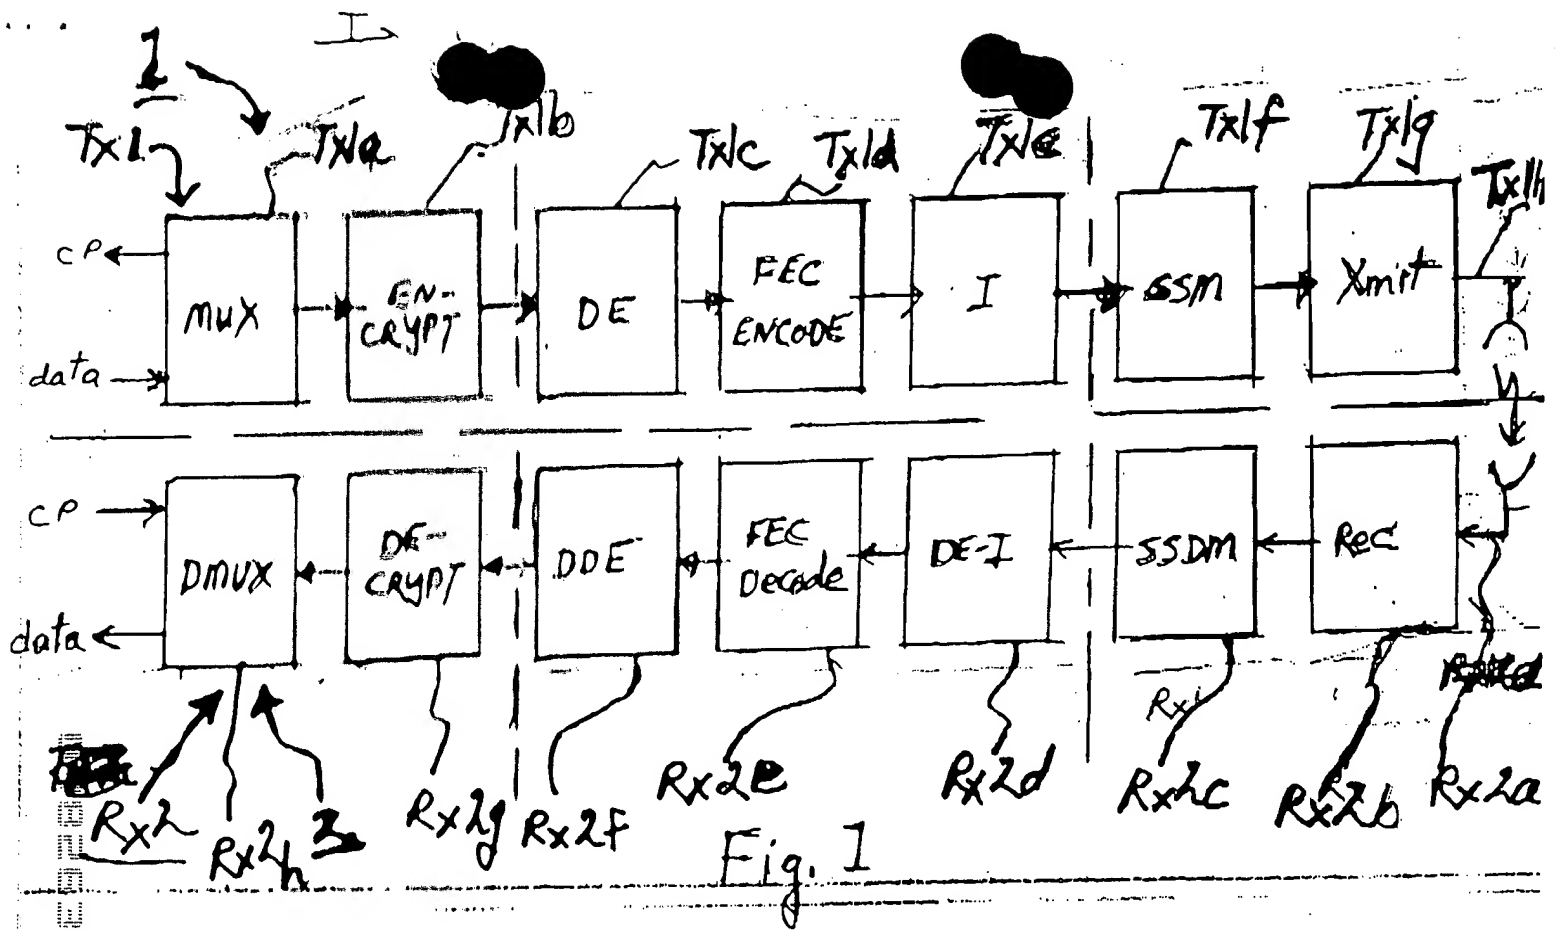 I
1
Tx1
Tx1a
Tx1b
Tx1c
Tx1d
Tx1e
Tx1f
Tx1g
Tx1h
CP
data
MUX
EN-
CRYPT
DE
FEC
ENCODE
I
SSM
Xmit
CP
data
DMUX
DE-
CRYPT
DDE
FEC
Decode
DE-I
SSDM
Rec
Rx
Rx2
Rx2h
2
Rx2g
Rx2f
Rx2e
Rx2d
Rx2c
Rx2b
Rx2a
Fig. 1